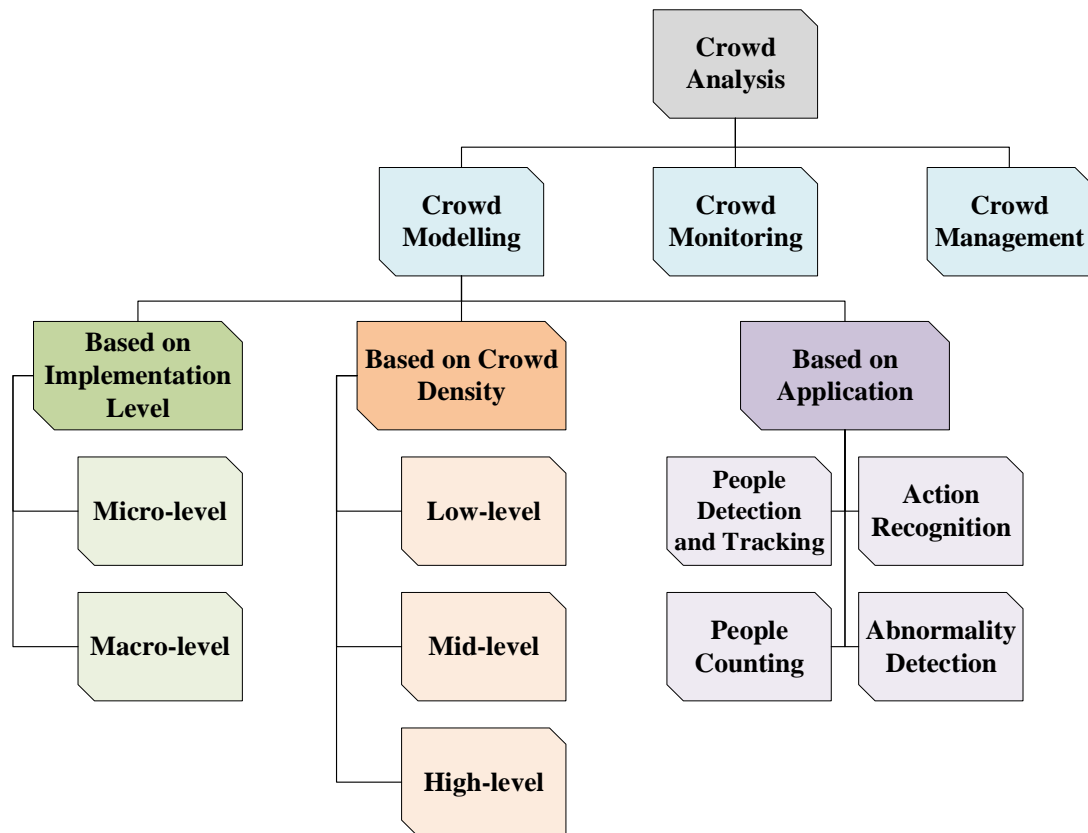 Crowd
Analysis
Crowd
Modelling
Crowd
Monitoring
Crowd
Management
Based on
Implementation
Level
Based on Crowd
Density
Based on
Application
Micro-level
Macro-level
Low-level
Mid-level
High-level
People
Detection
and Tracking
Action
Recognition
People
Counting
Abnormality
Detection